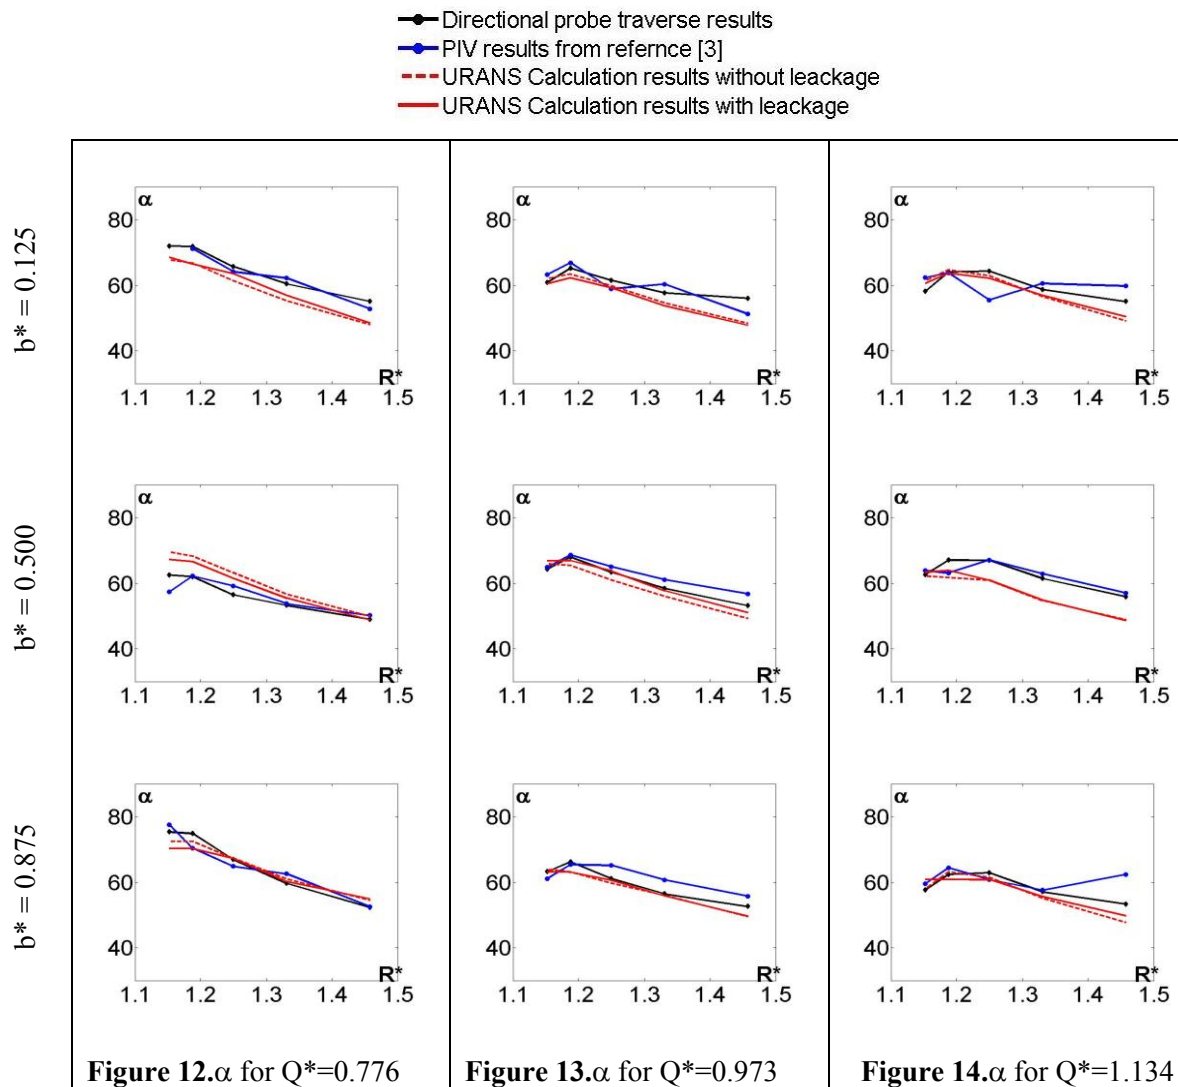 Directional probe traverse results
PIV results from refernce [3]
URANS Calculation results without leackage
URANS Calculation results with leackage
b* = 0.125
α
80
60
40
R*
1.1 1.2 1.3 1.4 1.5
α
80
60
40
R*
1.1 1.2 1.3 1.4 1.5
α
80
60
40
R*
1.1 1.2 1.3 1.4 1.5
b* = 0.500
α
80
60
40
R*
1.1 1.2 1.3 1.4 1.5
α
80
60
40
R*
1.1 1.2 1.3 1.4 1.5
α
80
60
40
R*
1.1 1.2 1.3 1.4 1.5
b* = 0.875
α
80
60
40
R*
1.1 1.2 1.3 1.4 1.5
α
80
60
40
R*
1.1 1.2 1.3 1.4 1.5
α
80
60
40
R*
1.1 1.2 1.3 1.4 1.5
Figure 12.α for Q*=0.776
Figure 13.α for Q*=0.973
Figure 14.α for Q*=1.134